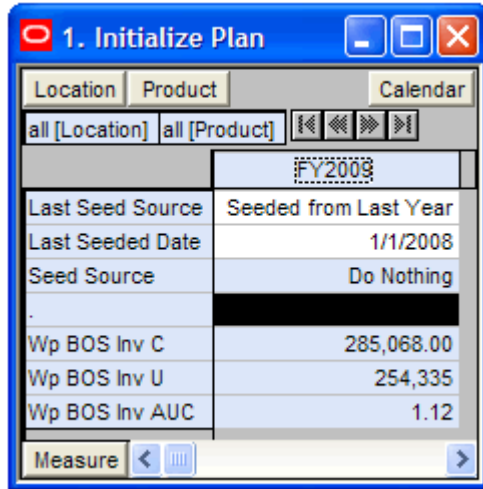 1. Initialize Plan
Location Product Calendar
all [Location] all [Product]
FY2009
Last Seed Source Seeded from Last Year
Last Seeded Date 1/1/2008
Seed Source Do Nothing
.
Wp BOS Inv C 285,068.00
Wp BOS Inv U 254,335
Wp BOS Inv AUC 1.12
Measure